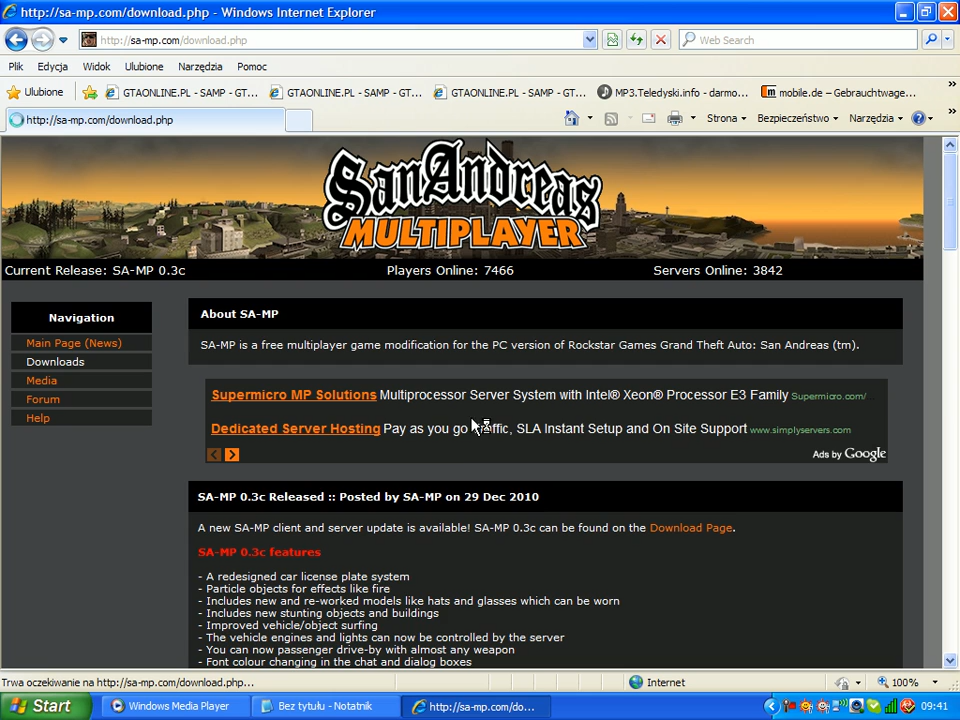 http://sa-mp.com/download.php - Windows Internet Explorer
http://sa-mp.com/download.php
Web Search
Plik Edycja Widok Ulubione Narzędzia Pomoc
Ulubione GTAONLINE.PL - SAMP - GT... GTAONLINE.PL - SAMP - GT... GTAONLINE.PL - SAMP - GT... MP3.Teledyski.info - darmo... mobile.de – Gebrauchtwage... »
http://sa-mp.com/download.php
Strona Bezpieczeństwo Narzędzia »
San Andreas
MULTIPLAYER
Current Release: SA-MP 0.3c Players Online: 7466 Servers Online: 3842
Navigation
Main Page (News)
Downloads
Media
Forum
Help
About SA-MP
SA-MP is a free multiplayer game modification for the PC version of Rockstar Games Grand Theft Auto: San Andreas (tm).
Supermicro MP Solutions Multiprocessor Server System with Intel® Xeon® Processor E3 Family Supermicro.com/...
Dedicated Server Hosting Pay as you go Traffic, SLA Instant Setup and On Site Support www.simplyservers.com
Ads by Google
SA-MP 0.3c Released :: Posted by SA-MP on 29 Dec 2010
A new SA-MP client and server update is available! SA-MP 0.3c can be found on the Download Page.
SA-MP 0.3c features
- A redesigned car license plate system
- Particle objects for effects like fire
- Includes new and re-worked models like hats and glasses which can be worn
- Includes new stunting objects and buildings
- Improved vehicle/object surfing
- The vehicle engines and lights can now be controlled by the server
- You can now passenger drive-by with almost any weapon
- Font colour changing in the chat and dialog boxes
Trwa oczekiwanie na http://sa-mp.com/download.php... Internet 100%
Start Windows Media Player Bez tytułu - Notatnik http://sa-mp.com/do... 09:41